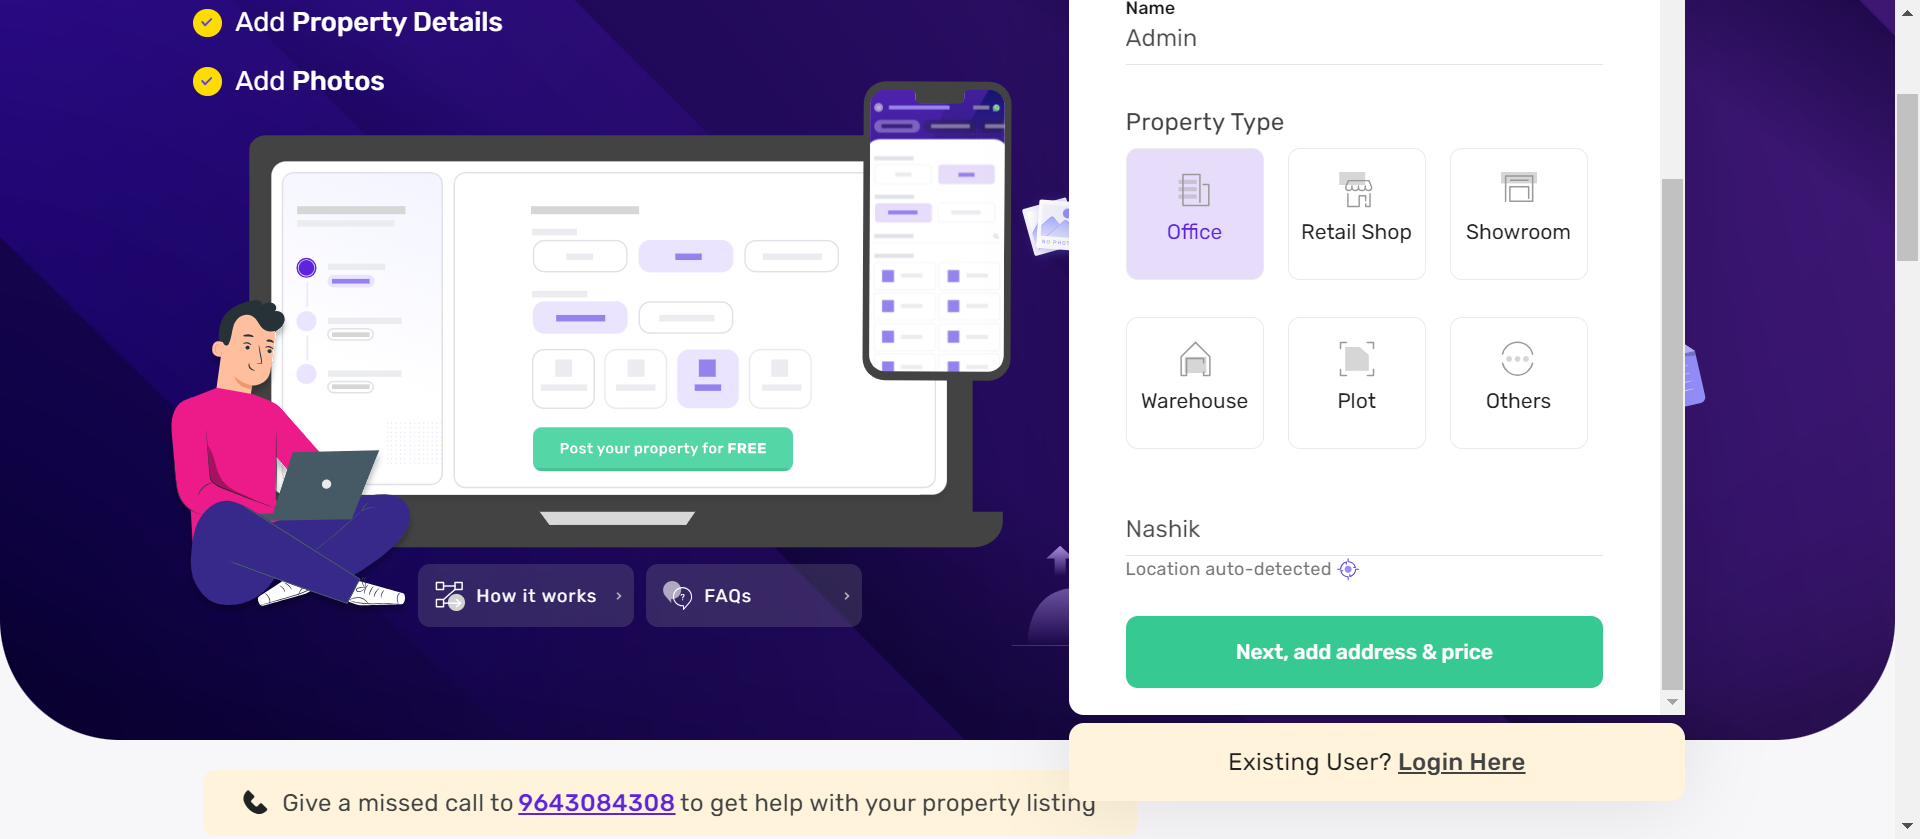 Add Property Details
Add Photos
Post your property for FREE
How it works
FAQs
Give a missed call to 9643084308 to get help with your property listing
Name
Admin
Property Type
Office
Retail Shop
Showroom
Warehouse
Plot
Others
Nashik
Location auto-detected
Next, add address & price
Existing User? Login Here